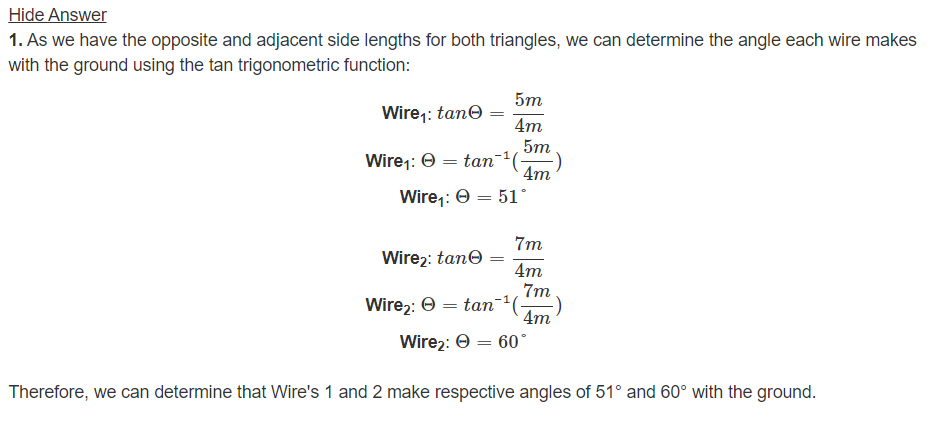 Hide Answer
1. As we have the opposite and adjacent side lengths for both triangles, we can determine the angle each wire makes
with the ground using the tan trigonometric function:
Wire₁: tanΘ = 5m/4m
Wire₁: Θ = tan⁻¹(5m/4m)
Wire₁: Θ = 51°
Wire₂: tanΘ = 7m/4m
Wire₂: Θ = tan⁻¹(7m/4m)
Wire₂: Θ = 60°
Therefore, we can determine that Wire's 1 and 2 make respective angles of 51° and 60° with the ground.